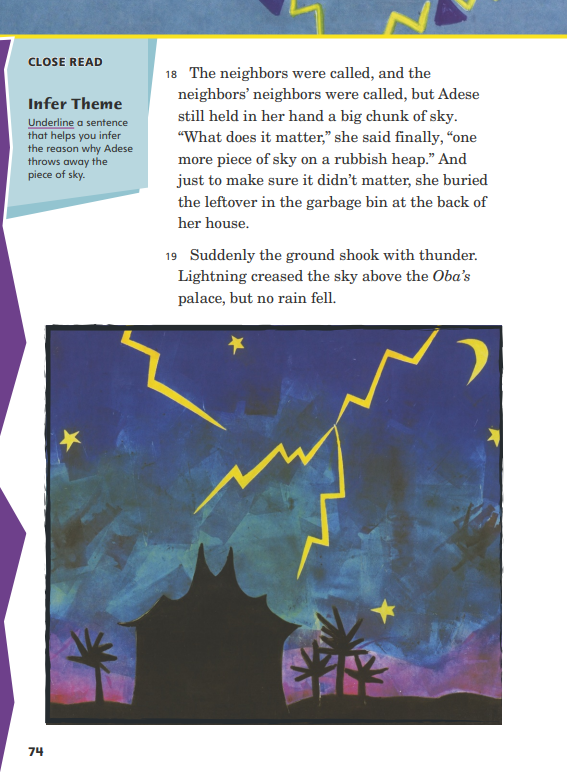 CLOSE READ
Infer Theme
Underline a sentence
that helps you infer
the reason why Adese
throws away the
piece of sky.
18 The neighbors were called, and the
neighbors’ neighbors were called, but Adese
still held in her hand a big chunk of sky.
“What does it matter,” she said finally, “one
more piece of sky on a rubbish heap.” And
just to make sure it didn’t matter, she buried
the leftover in the garbage bin at the back of
her house.
19 Suddenly the ground shook with thunder.
Lightning creased the sky above the Oba’s
palace, but no rain fell.
74